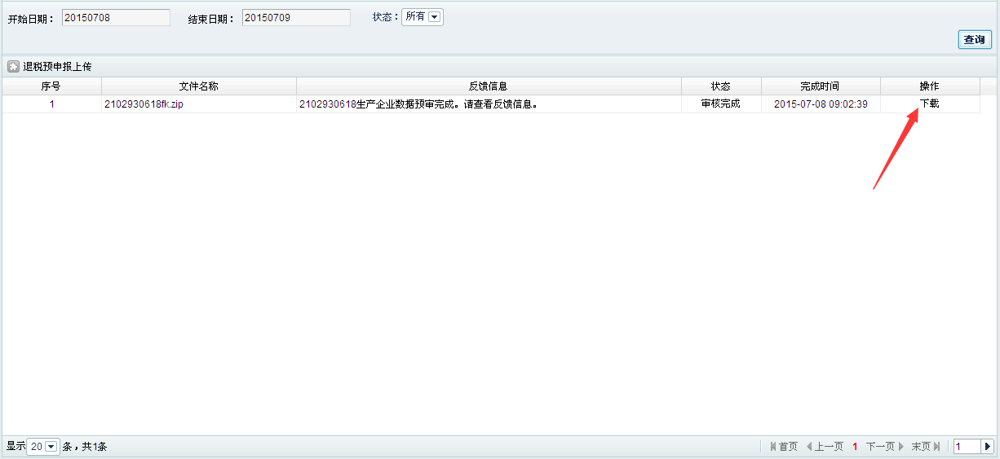 开始日期： 20150708 结束日期： 20150709 状态： 所有
查询
退税预申报上传
序号 文件名称 反馈信息 状态 完成时间 操作
1 2102930618fk.zip 2102930618生产企业数据预审完成。请查看反馈信息。 审核完成 2015-07-08 09:02:39 下载
显示 20 条，共1条 首页 上一页 1 下一页 末页 1